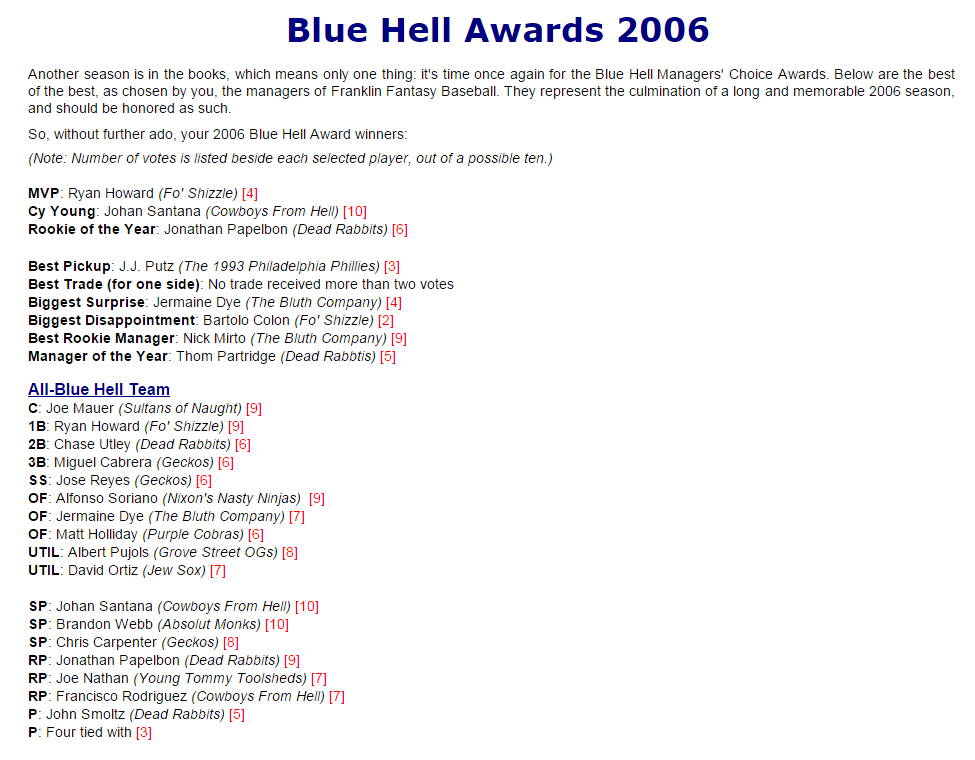 Blue Hell Awards 2006
Another season is in the books, which means only one thing: it's time once again for the Blue Hell Managers' Choice Awards. Below are the best
of the best, as chosen by you, the managers of Franklin Fantasy Baseball. They represent the culmination of a long and memorable 2006 season,
and should be honored as such.
So, without further ado, your 2006 Blue Hell Award winners:
(Note: Number of votes is listed beside each selected player, out of a possible ten.)
MVP: Ryan Howard (Fo' Shizzle) [4]
Cy Young: Johan Santana (Cowboys From Hell) [10]
Rookie of the Year: Jonathan Papelbon (Dead Rabbits) [6]
Best Pickup: J.J. Putz (The 1993 Philadelphia Phillies) [3]
Best Trade (for one side): No trade received more than two votes
Biggest Surprise: Jermaine Dye (The Bluth Company) [4]
Biggest Disappointment: Bartolo Colon (Fo' Shizzle) [2]
Best Rookie Manager: Nick Mirto (The Bluth Company) [9]
Manager of the Year: Thom Partridge (Dead Rabbtis) [5]
All-Blue Hell Team
C: Joe Mauer (Sultans of Naught) [9]
1B: Ryan Howard (Fo' Shizzle) [9]
2B: Chase Utley (Dead Rabbits) [6]
3B: Miguel Cabrera (Geckos) [6]
SS: Jose Reyes (Geckos) [6]
OF: Alfonso Soriano (Nixon's Nasty Ninjas) [9]
OF: Jermaine Dye (The Bluth Company) [7]
OF: Matt Holliday (Purple Cobras) [6]
UTIL: Albert Pujols (Grove Street OGs) [8]
UTIL: David Ortiz (Jew Sox) [7]
SP: Johan Santana (Cowboys From Hell) [10]
SP: Brandon Webb (Absolut Monks) [10]
SP: Chris Carpenter (Geckos) [8]
RP: Jonathan Papelbon (Dead Rabbits) [9]
RP: Joe Nathan (Young Tommy Toolsheds) [7]
RP: Francisco Rodriguez (Cowboys From Hell) [7]
P: John Smoltz (Dead Rabbits) [5]
P: Four tied with [3]